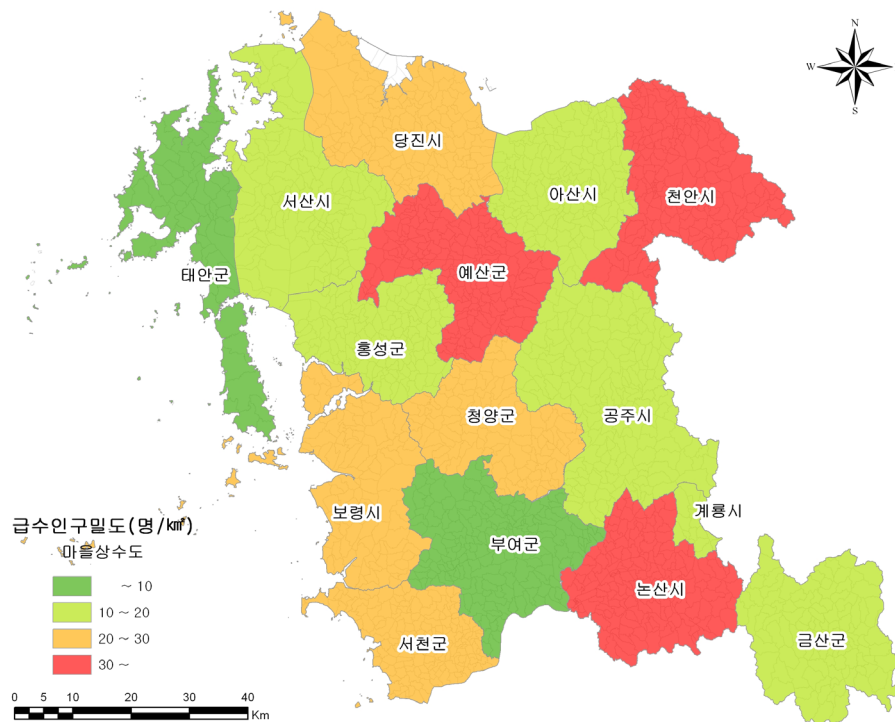 N
W E
S
당진시
아산시
천안시
서산시
예산군
태안군
홍성군
청양군
공주시
보령시
계룡시
부여군
논산시
서천군
금산군
급수인구밀도(명/㎢)
마을상수도
~ 10
10 ~ 20
20 ~ 30
30 ~
0 5 10 20 30 40
Km